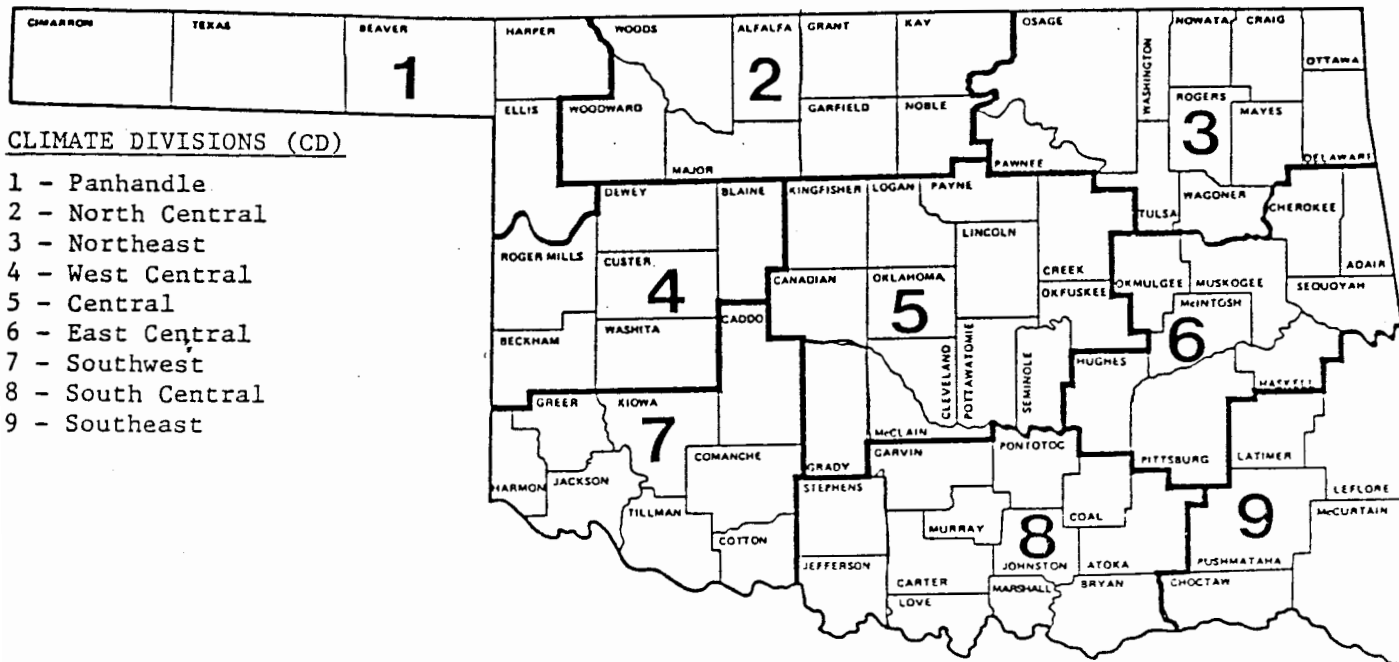 CIMARRON
TEXAS
BEAVER
HARPER
WOODS
ALFALFA
GRANT
KAY
OSAGE
WASHINGTON
NOWATA
CRAIG
OTTAWA
1
2
3
ELLIS
WOODWARD
MAJOR
GARFIELD
NOBLE
PAWNEE
ROGERS
MAYES
DELAWARE
CLIMATE DIVISIONS (CD)
1 - Panhandle
2 - North Central
3 - Northeast
4 - West Central
5 - Central
6 - East Central
7 - Southwest
8 - South Central
9 - Southeast
DEWEY
BLAINE
KINGFISHER
LOGAN
PAYNE
TULSA
WAGONER
CHEROKEE
ROGER MILLS
CUSTER
4
CANADIAN
OKLAHOMA
5
LINCOLN
CREEK
OKFUSKEE
OKMULGEE
MUSKOGEE
McINTOSH
6
SEQUOYAH
ADAIR
BECKHAM
WASHITA
CADDO
CLEVELAND
POTTAWATOMIE
SEMINOLE
HUGHES
HASKELL
GREER
KIOWA
7
COMANCHE
GRADY
McCLAIN
GARVIN
PONTOTOC
PITTSBURG
LATIMER
LEFLORE
HARMON
JACKSON
TILLMAN
COTTON
STEPHENS
MURRAY
8
COAL
9
McCURTAIN
JEFFERSON
CARTER
LOVE
JOHNSTON
MARSHALL
ATOKA
BRYAN
PUSHMATAHA
CHOCTAW